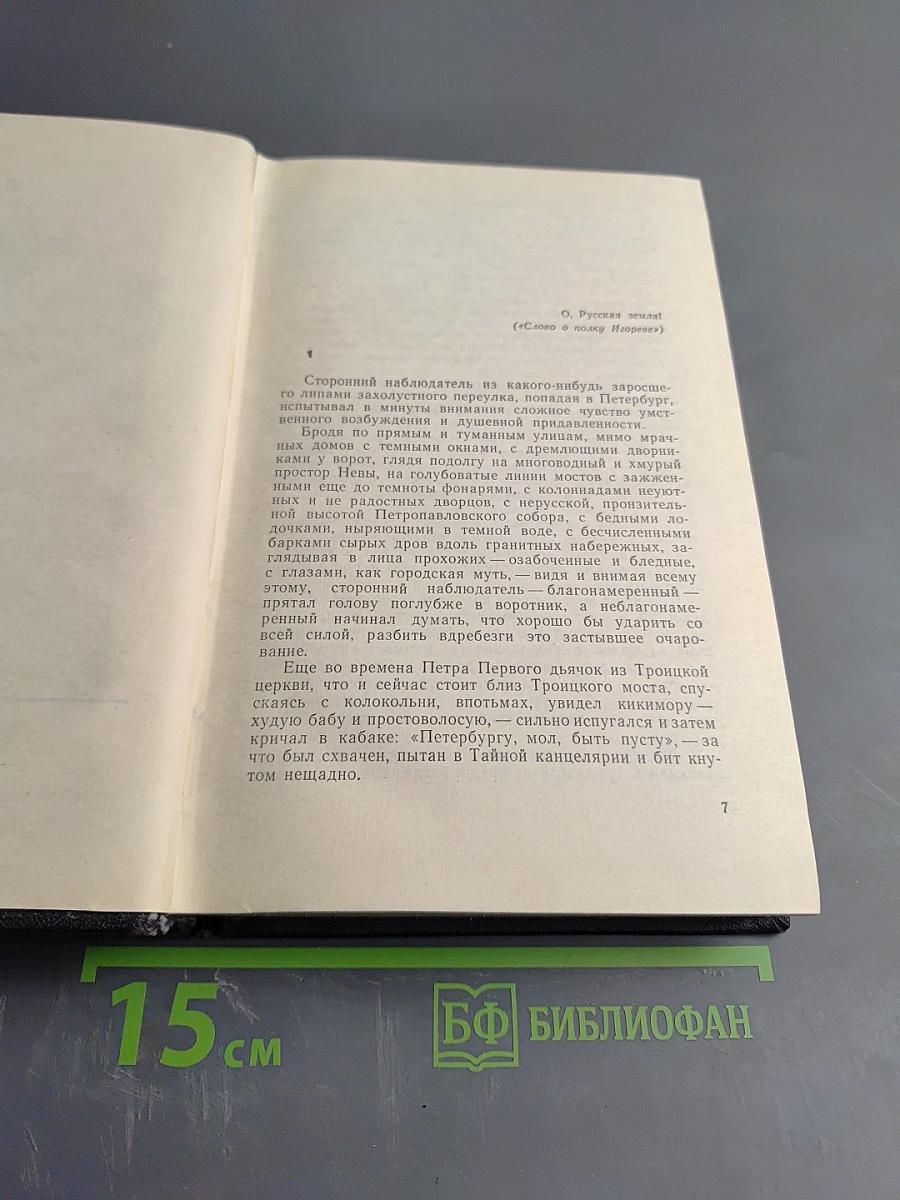 О, Русская земля!
(«Слово о полку Игореве»)
1
Сторонний наблюдатель из какого-нибудь заросше-
го липами захолустного переулка, попадая в Петербург,
испытывал в минуты внимания сложное чувство умст-
венного возбуждения и душевной придавленности.
Бродя по прямым и туманным улицам, мимо мрач-
ных домов с темными окнами, с дремлющими дворни-
ками у ворот, глядя подолгу на многоводный и хмурый
простор Невы, на голубоватые линии мостов с зажжен-
ными еще до темноты фонарями, с колоннадами неуют-
ных и не радостных дворцов, с нерусской, пронзитель-
ной высотой Петропавловского собора, с бедными ло-
дочками, ныряющими в темной воде, с бесчисленными
барками сырых дров вдоль гранитных набережных, за-
глядывая в лица прохожих — озабоченные и бледные,
с глазами, как городская муть, — видя и внимая всему
этому, сторонний наблюдатель — благонамеренный —
прятал голову поглубже в воротник, а неблагонаме-
ренный начинал думать, что хорошо бы ударить со
всей силой, разбить вдребезги это застывшее очаро-
вание.
Еще во времена Петра Первого дьячок из Троицкой
церкви, что и сейчас стоит близ Троицкого моста, спу-
скаясь с колокольни, впотьмах, увидел кикимору —
худую бабу и простоволосую, — сильно испугался и затем
кричал в кабаке: «Петербургу, мол, быть пусту», — за
что был схвачен, пытан в Тайной канцелярии и бит кну-
том нещадно.
7
15 см
БФ БИБЛИОФАН